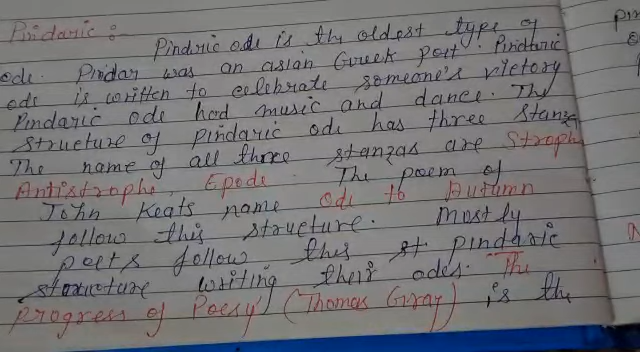 Pindaric :-
Pindric ode is the oldest type of
ode. Pindar was an asian Greek poet. Pindaric
ode is written to celebrate someone's victory
Pindaric ode had music and dance. The
structure of pindaric ode has three stanza
The name of all three stanzas are Strophe
Antistrophe, Epode. The poem of
John Keats name ode to Autumn
follow this structure. Mostly
poets follow this st pindaric
structure writing their odes. 'The
progress of Poesy' (Thomas Gray) is the